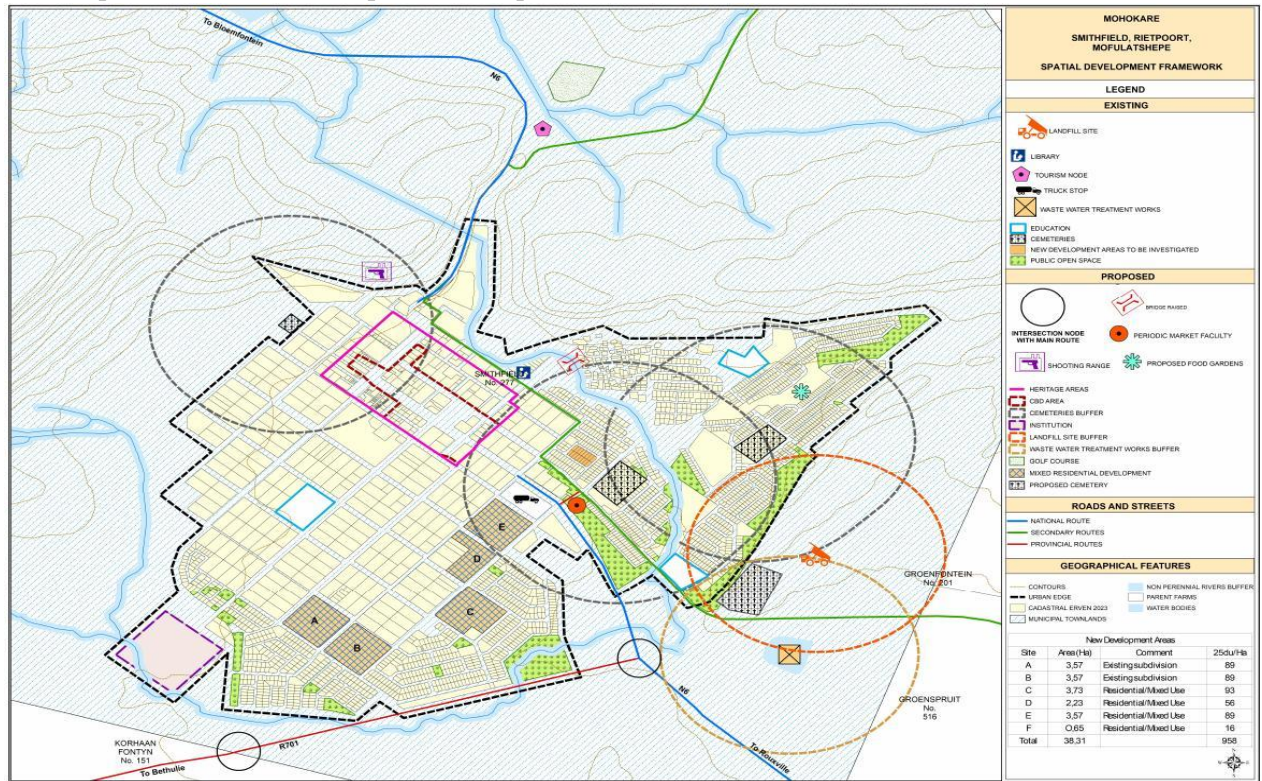 To Bloemfontein
N6
SMITHFIELD
No. 277
E
D
C
A
B
GROENFONTEIN
No. 201
GROENSPRUIT
No.
516
N6
To Rouxville
KORHAAN
FONTYN
No. 151
R701
To Bethulie
MOHOKARE
SMITHFIELD, RIETPOORT,
MOFULATSHEPE
SPATIAL DEVELOPMENT FRAMEWORK
LEGEND
EXISTING
LANDFILL SITE
LIBRARY
TOURISM NODE
TRUCK STOP
WASTE WATER TREATMENT WORKS
EDUCATION
CEMETERIES
NEW DEVELOPMENT AREAS TO BE INVESTIGATED
PUBLIC OPEN SPACE
PROPOSED
INTERSECTION NODE
WITH MAIN ROUTE
BRIDGE RAISED
PERIODIC MARKET FACULTY
SHOOTING RANGE
PROPOSED FOOD GARDENS
HERITAGE AREAS
CBD AREA
CEMETERIES BUFFER
INSTITUTION
LANDFILL SITE BUFFER
WASTE WATER TREATMENT WORKS BUFFER
GOLF COURSE
MIXED RESIDENTIAL DEVELOPMENT
PROPOSED CEMETERY
ROADS AND STREETS
NATIONAL ROUTE
SECONDARY ROUTES
PROVINCIAL ROUTES
GEOGRAPHICAL FEATURES
CONTOURS
URBAN EDGE
CADASTRAL ERVEN 2023
MUNICIPAL TOWNLANDS
NON PERENNIAL RIVERS BUFFER
PARENT FARMS
WATER BODIES
New Development Areas
Site Area (Ha) Comment 25du/Ha
A 3,57 Existing subdivision 89
B 3,57 Existing subdivision 89
C 3,73 Residential/Mixed Use 93
D 2,23 Residential/Mixed Use 56
E 3,57 Residential/Mixed Use 89
F 0,65 Residential/Mixed Use 16
Total 38,31 958